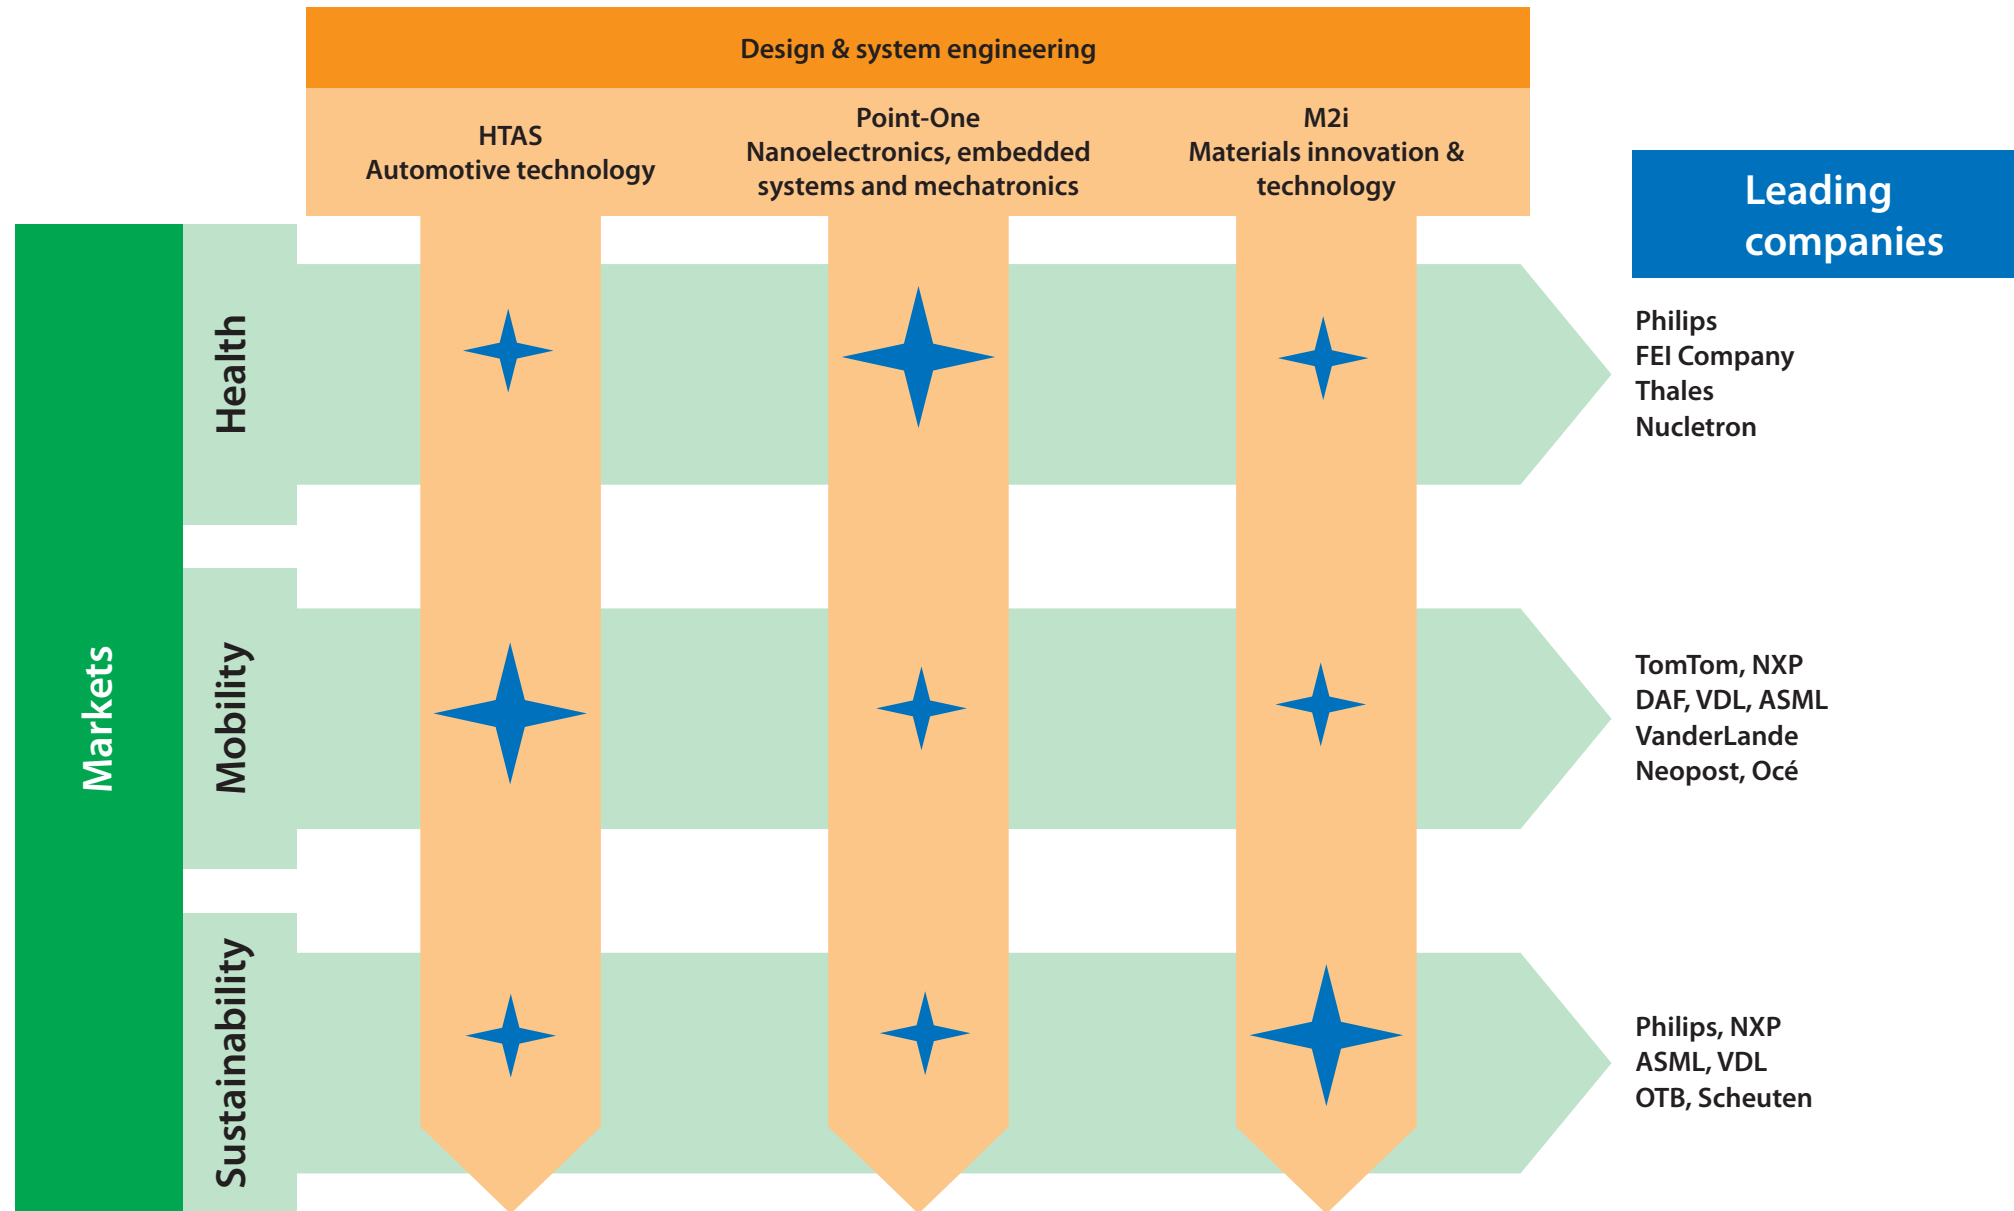 Design & system engineering
HTAS
Automotive technology
Point-One
Nanoelectronics, embedded
systems and mechatronics
M2i
Materials innovation &
technology
Leading
companies
Markets
Health
Philips
FEI Company
Thales
Nucletron
Mobility
TomTom, NXP
DAF, VDL, ASML
VanderLande
Neopost, Océ
Sustainability
Philips, NXP
ASML, VDL
OTB, Scheuten